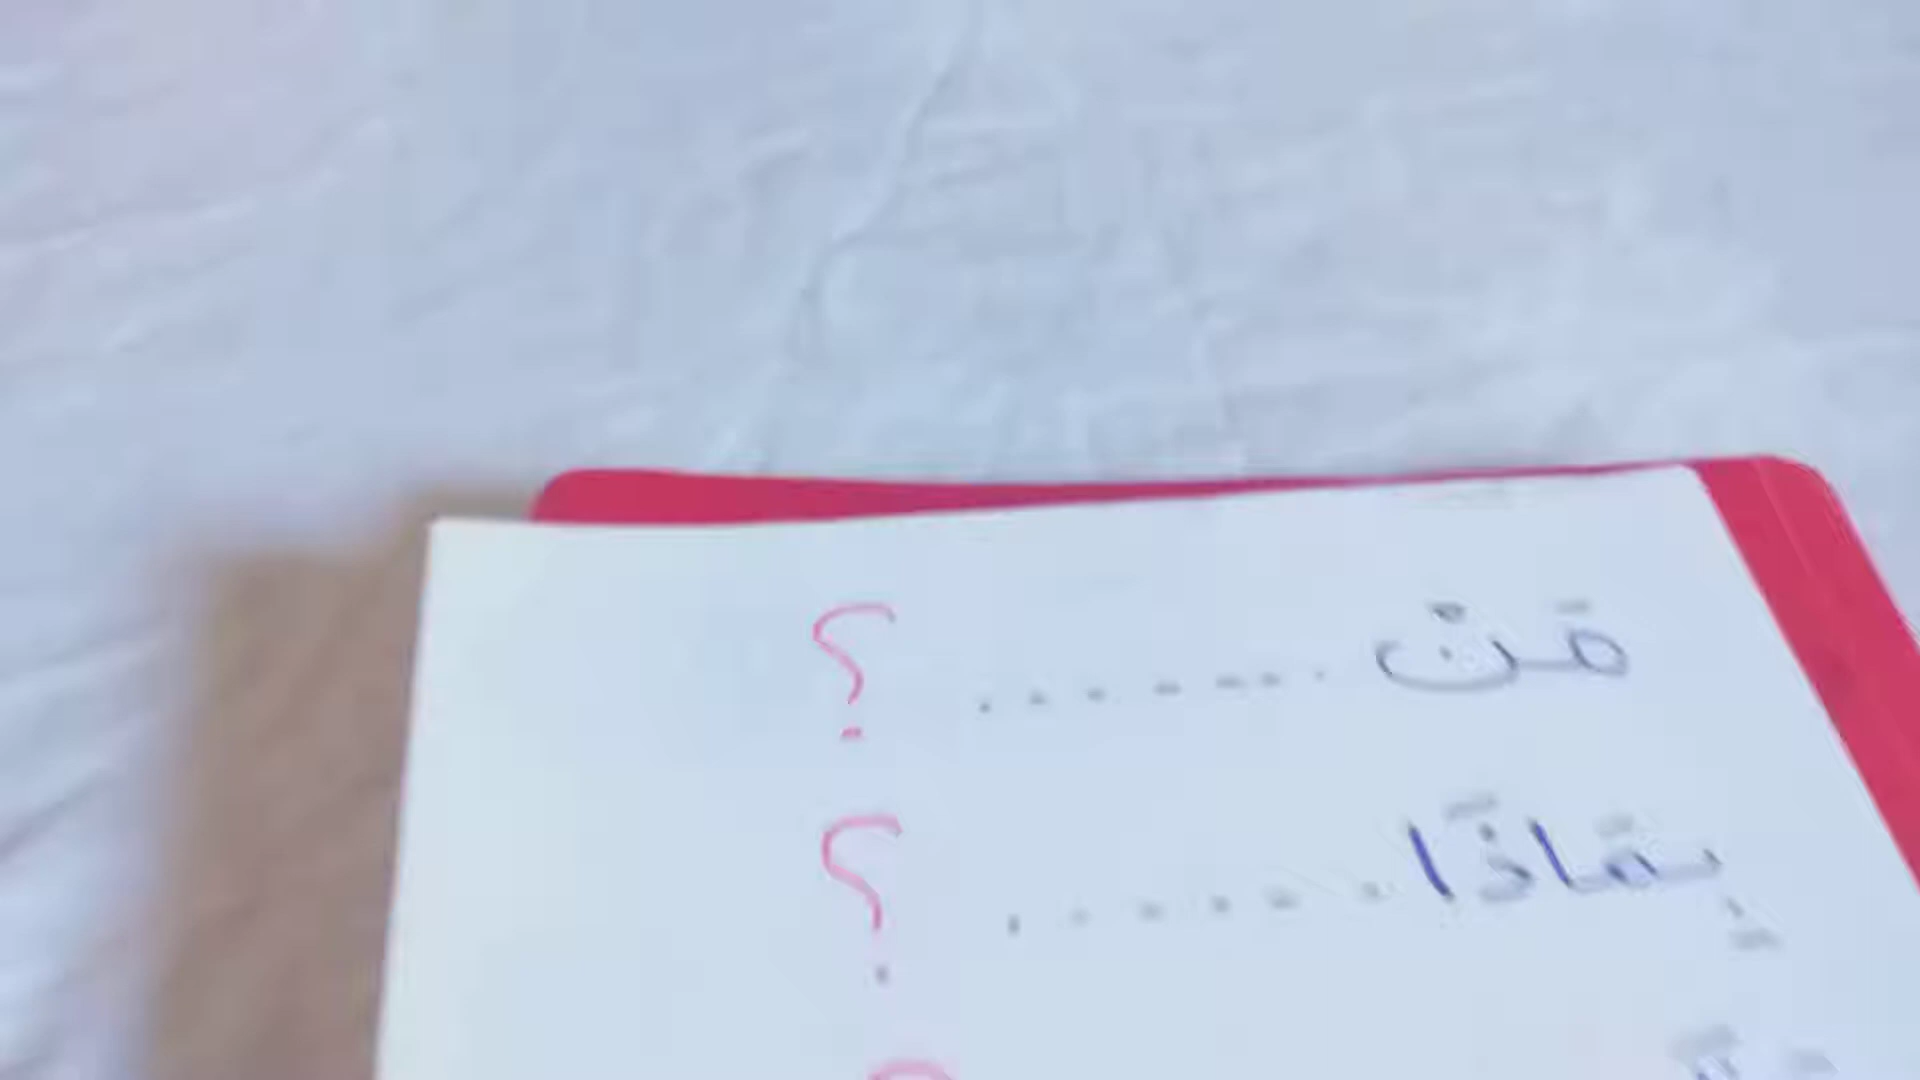 مَنْ ........ ؟
بِمَاذَا ...... ؟